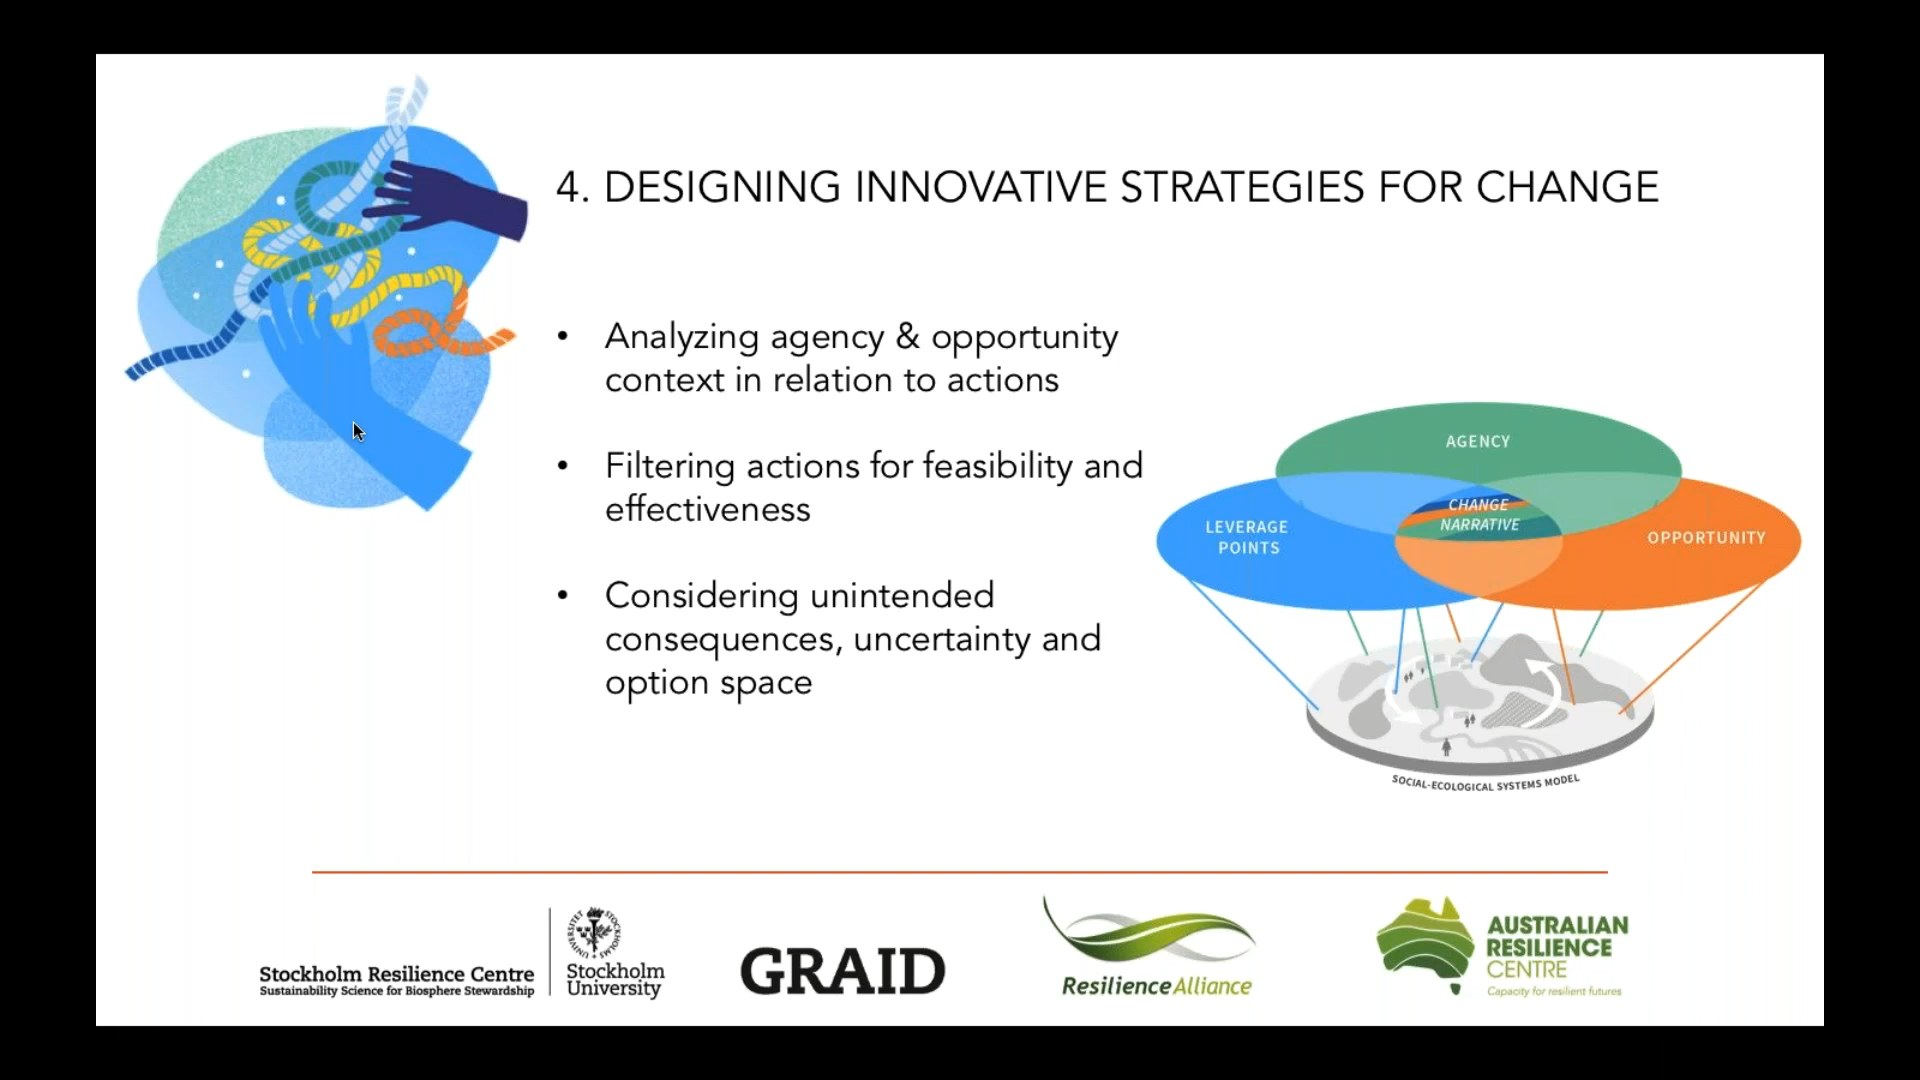 4. DESIGNING INNOVATIVE STRATEGIES FOR CHANGE
• Analyzing agency & opportunity
context in relation to actions
• Filtering actions for feasibility and
effectiveness
• Considering unintended
consequences, uncertainty and
option space
AGENCY
CHANGE
NARRATIVE
LEVERAGE
POINTS
OPPORTUNITY
SOCIAL-ECOLOGICAL SYSTEMS MODEL
Stockholm Resilience Centre
Sustainability Science for Biosphere Stewardship
Stockholm
University
GRAID
ResilienceAlliance
AUSTRALIAN
RESILIENCE
CENTRE
Capacity for resilient futures